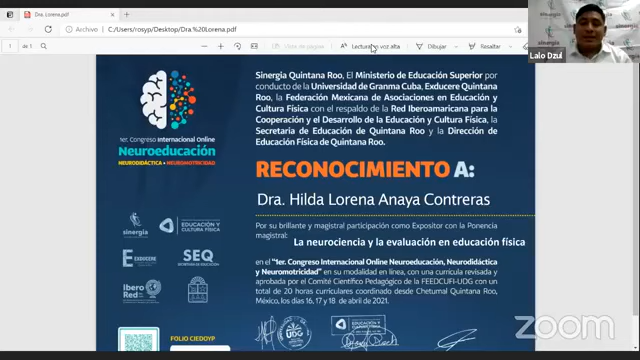 Dra. Lorena.pdf
Archivo | C:/Users/rosyp/Desktop/Dra.%20Lorena.pdf
1 de 1
Vista de página
Lectura en voz alta
Dibujar
Resaltar
Lalo Dzul
1er. Congreso Internacional Online
Neuroeducación
NEURODIDÁCTICA • NEUROMOTRICIDAD
Sinergia Quintana Roo, El Ministerio de Educación Superior por
conducto de la Universidad de Granma Cuba, Exducere Quintana
Roo, la Federación Mexicana de Asociaciones en Educación y
Cultura Física con el respaldo de la Red Iberoamericana para la
Cooperación y el Desarrollo de la Educación y Cultura Física, la
Secretaria de Educación de Quintana Roo y la Dirección de
Educación Física de Quintana Roo.
RECONOCIMIENTO A:
Dra. Hilda Lorena Anaya Contreras
Por su brillante y magistral participación como Expositor con la Ponencia
magistral:
La neurociencia y la evaluación en educación física
en el "1er. Congreso Internacional Online Neuroeducación, Neurodidáctica
y Neuromotricidad" en su modalidad en línea, con una currícula revisada y
aprobada por el Comité Científico Pedagógico de la FEEDCUFI-UDG con un
total de 20 horas curriculares coordinado desde Chetumal Quintana Roo,
México, los días 16, 17 y 18 de abril de 2021.
sinergia
EDUCACIÓN Y
CULTURA FÍSICA
EXDUCERE
SEQ
Ibero
Red
FOLIO CIEDOYP
UDG
EDUCACIÓN Y
zoom